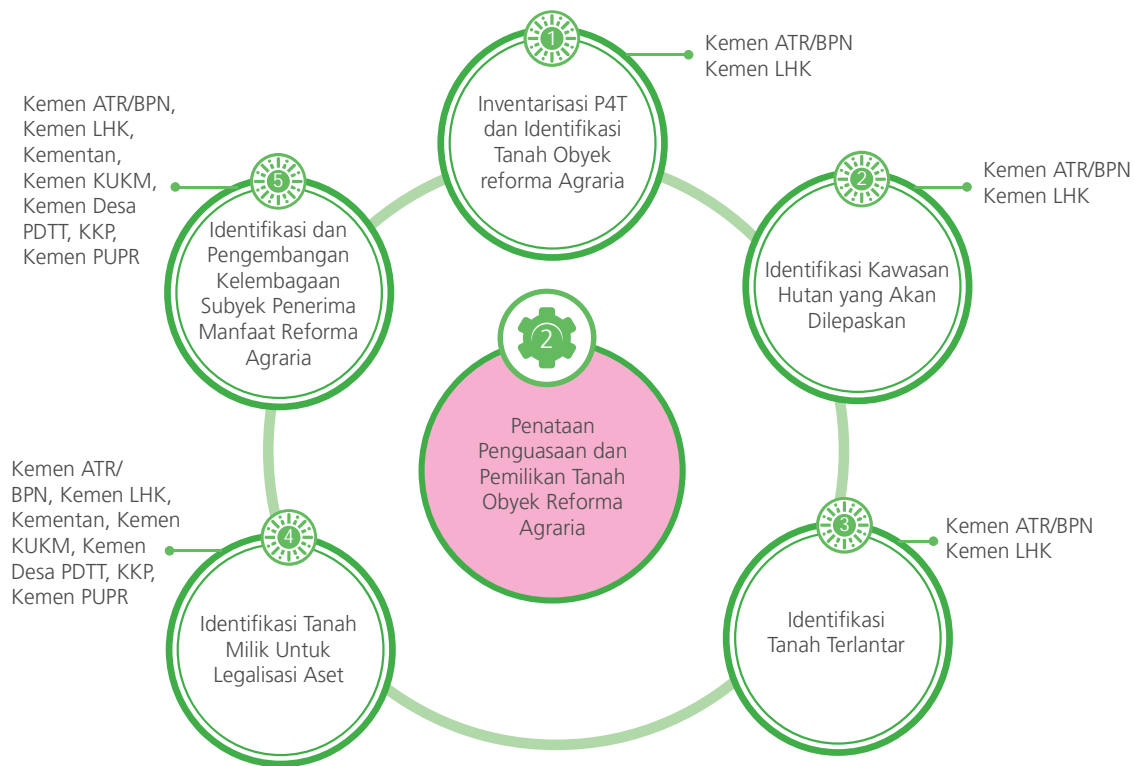 1
Inventarisasi P4T
dan Identifikasi
Tanah Obyek
reforma Agraria
Kemen ATR/BPN
Kemen LHK
2
Identifikasi Kawasan
Hutan yang Akan
Dilepaskan
Kemen ATR/BPN
Kemen LHK
3
Identifikasi
Tanah Terlantar
Kemen ATR/BPN
Kemen LHK
4
Identifikasi Tanah
Milik Untuk
Legalisasi Aset
Kemen ATR/
BPN, Kemen LHK,
Kementan, Kemen
KUKM, Kemen
Desa PDTT, KKP,
Kemen PUPR
5
Identifikasi dan
Pengembangan
Kelembagaan
Subyek Penerima
Manfaat Reforma
Agraria
Kemen ATR/BPN,
Kemen LHK,
Kementan,
Kemen KUKM,
Kemen Desa
PDTT, KKP,
Kemen PUPR
2
Penataan
Penguasaan dan
Pemilikan Tanah
Obyek Reforma
Agraria